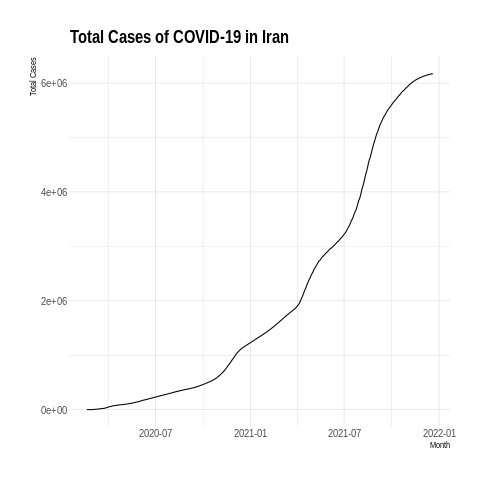 Total Cases of COVID-19 in Iran
Total Cases
6e+06
4e+06
2e+06
0e+00
2020-07 2021-01 2021-07 2022-01
Month